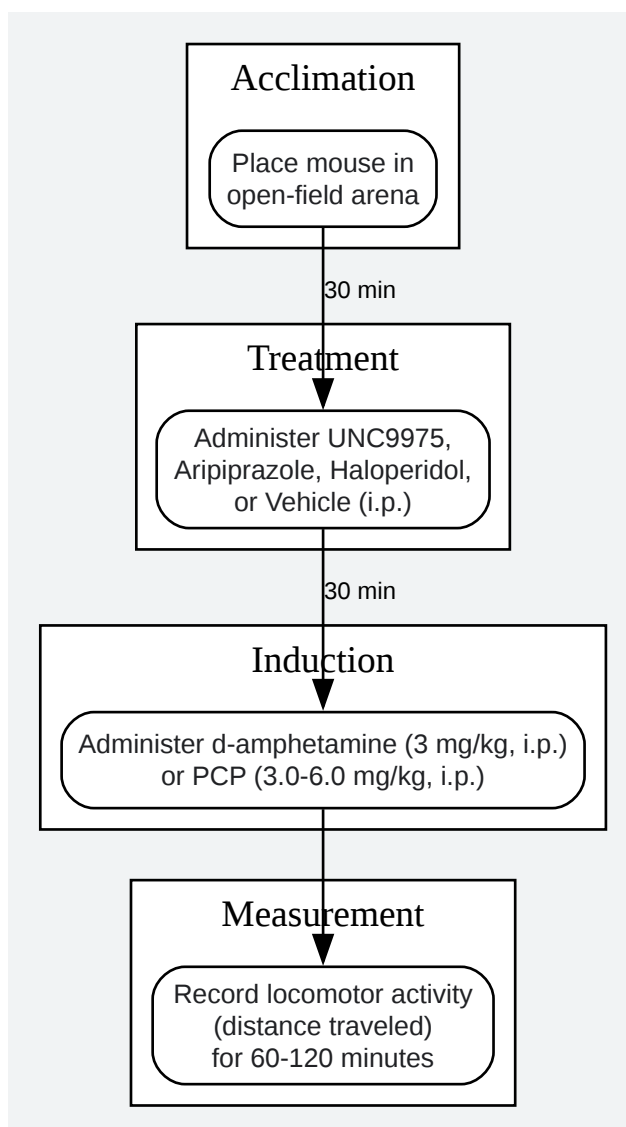 Acclimation
Place mouse in
open-field arena
30 min
Treatment
Administer UNC9975,
Aripiprazole, Haloperidol,
or Vehicle (i.p.)
30 min
Induction
Administer d-amphetamine (3 mg/kg, i.p.)
or PCP (3.0-6.0 mg/kg, i.p.)
Measurement
Record locomotor activity
(distance traveled)
for 60-120 minutes